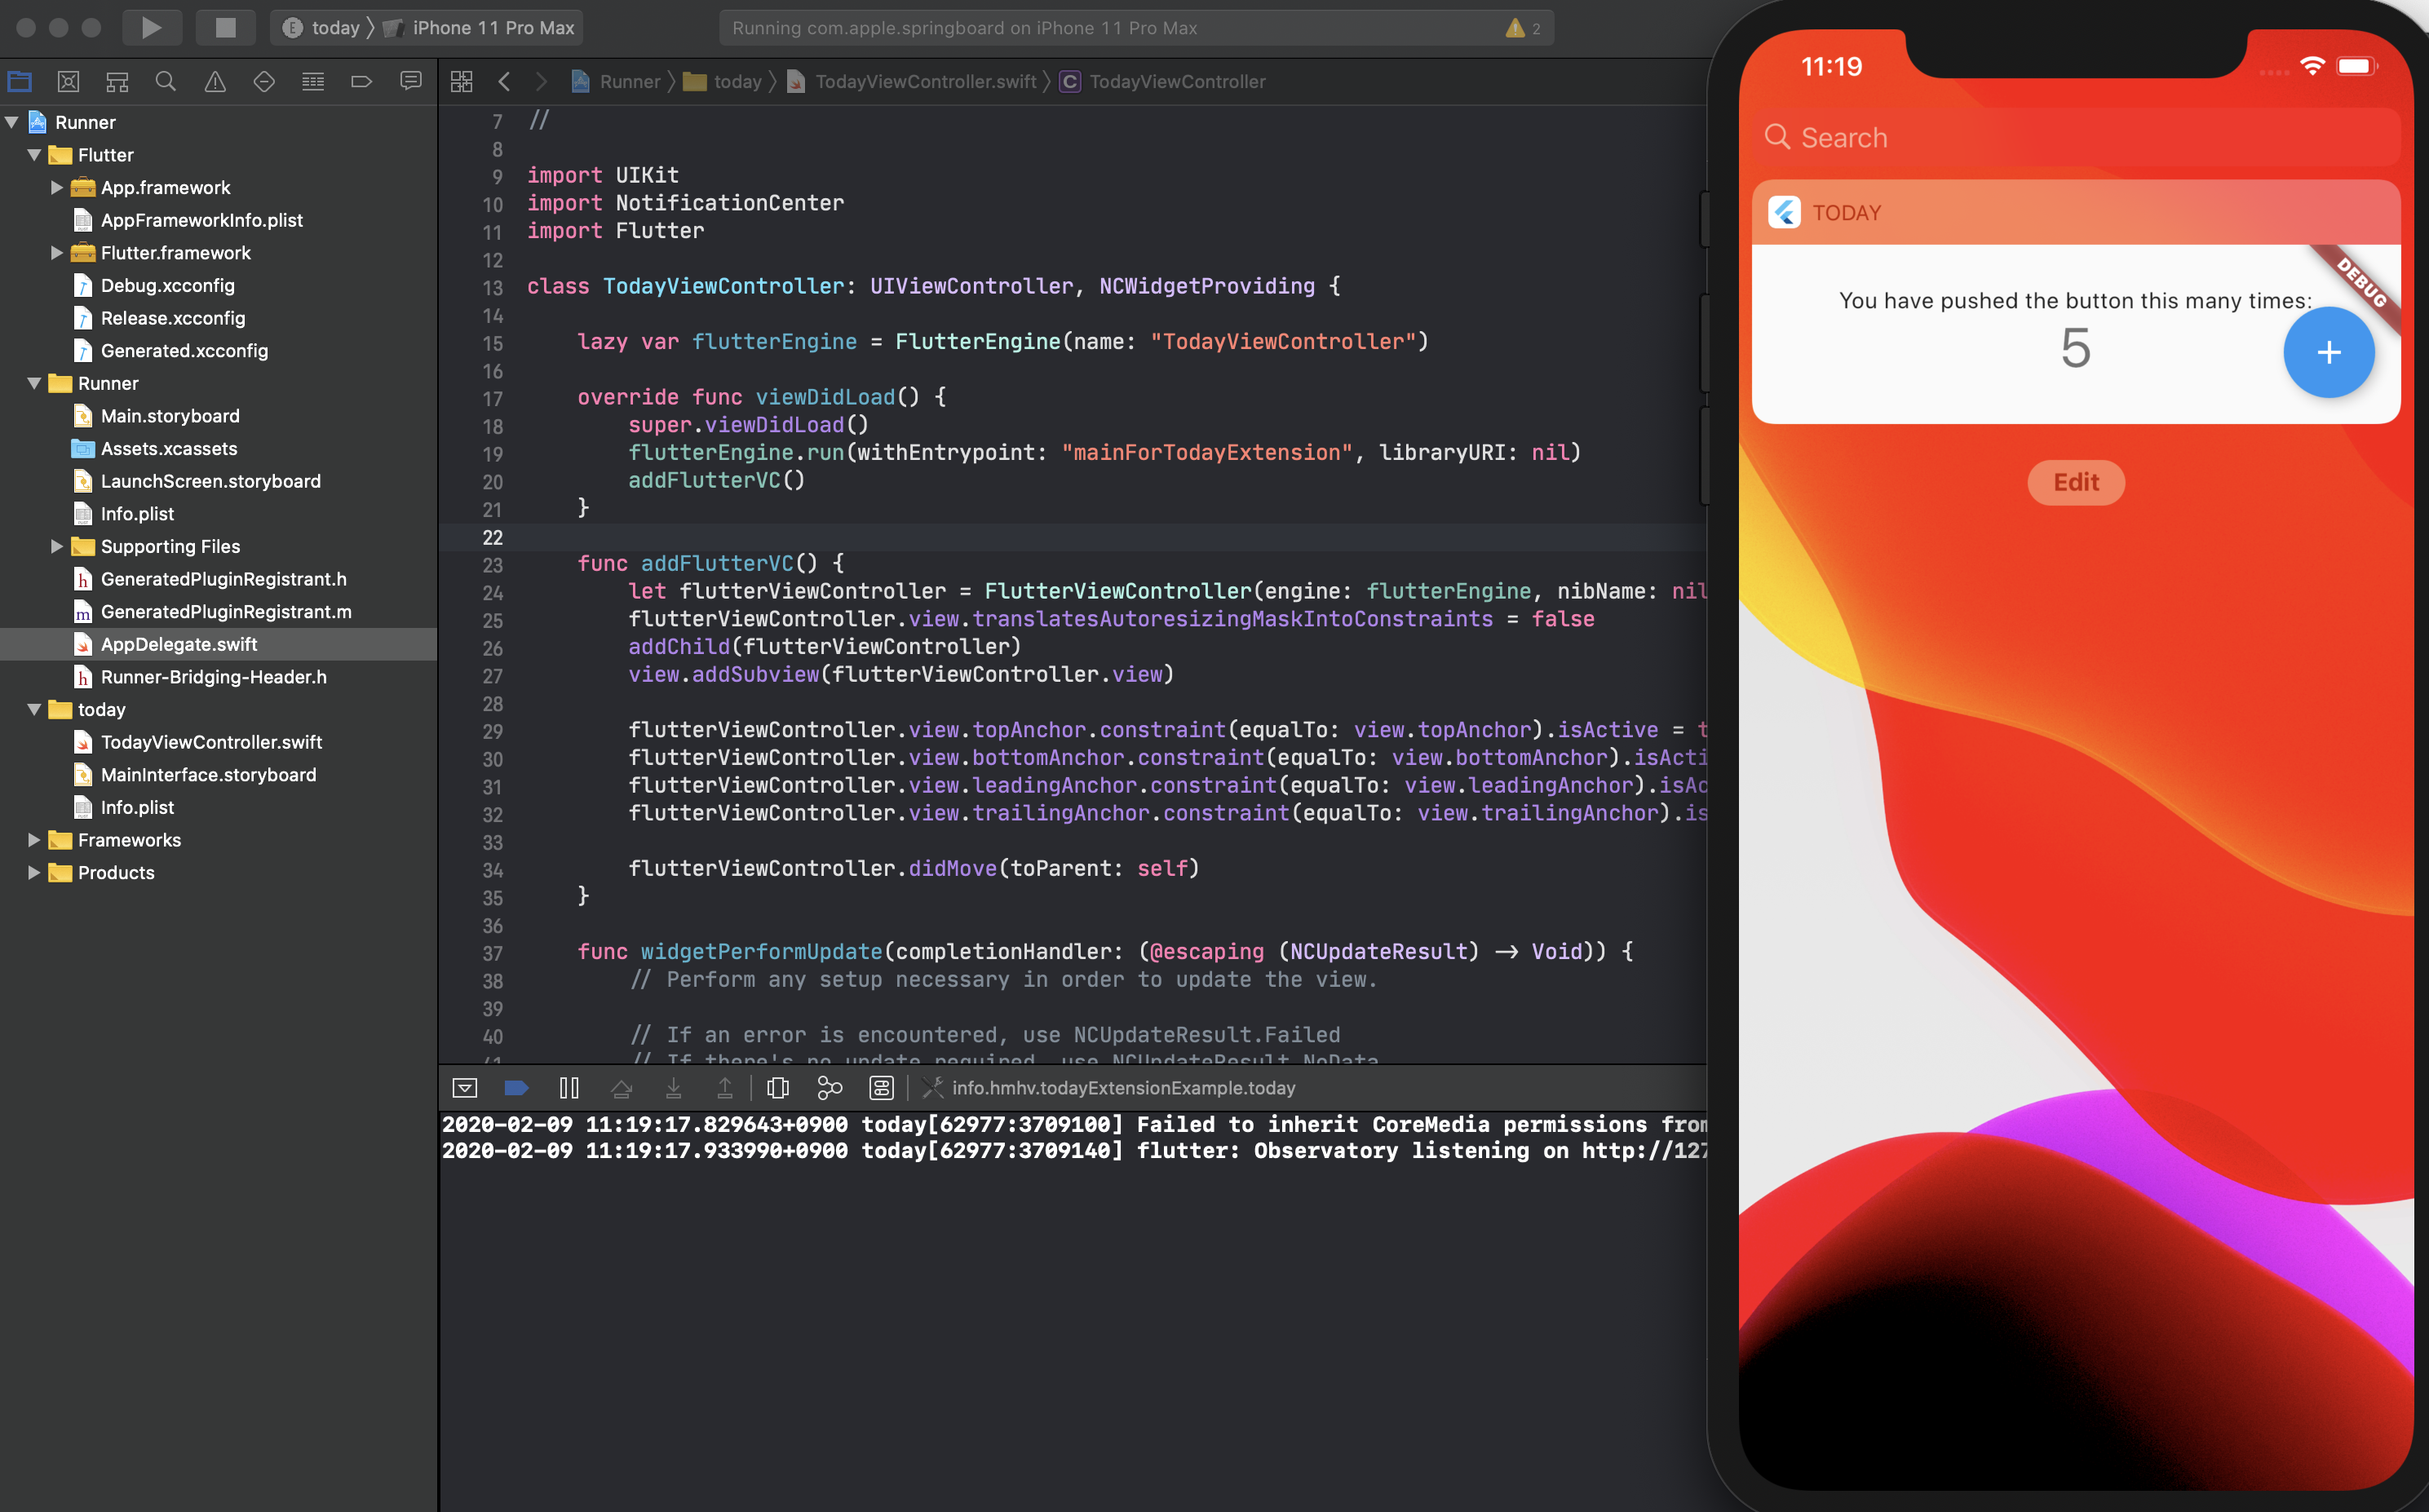 today 〉 iPhone 11 Pro Max
Running com.apple.springboard on iPhone 11 Pro Max
2
Runner 〉 today 〉 TodayViewController.swift 〉 C TodayViewController
Runner
Flutter
App.framework
AppFrameworkInfo.plist
Flutter.framework
Debug.xcconfig
Release.xcconfig
Generated.xcconfig
Runner
Main.storyboard
Assets.xcassets
LaunchScreen.storyboard
Info.plist
Supporting Files
GeneratedPluginRegistrant.h
GeneratedPluginRegistrant.m
AppDelegate.swift
Runner-Bridging-Header.h
today
TodayViewController.swift
MainInterface.storyboard
Info.plist
Frameworks
Products
7 //
8
9 import UIKit
10 import NotificationCenter
11 import Flutter
12
13 class TodayViewController: UIViewController, NCWidgetProviding {
14
15 lazy var flutterEngine = FlutterEngine(name: "TodayViewController")
16
17 override func viewDidLoad() {
18 super.viewDidLoad()
19 flutterEngine.run(withEntrypoint: "mainForTodayExtension", libraryURI: nil)
20 addFlutterVC()
21 }
22
23 func addFlutterVC() {
24 let flutterViewController = FlutterViewController(engine: flutterEngine, nibName: nil
25 flutterViewController.view.translatesAutoresizingMaskIntoConstraints = false
26 addChild(flutterViewController)
27 view.addSubview(flutterViewController.view)
28
29 flutterViewController.view.topAnchor.constraint(equalTo: view.topAnchor).isActive = t
30 flutterViewController.view.bottomAnchor.constraint(equalTo: view.bottomAnchor).isActi
31 flutterViewController.view.leadingAnchor.constraint(equalTo: view.leadingAnchor).isAc
32 flutterViewController.view.trailingAnchor.constraint(equalTo: view.trailingAnchor).is
33
34 flutterViewController.didMove(toParent: self)
35 }
36
37 func widgetPerformUpdate(completionHandler: (@escaping (NCUpdateResult) -> Void)) {
38 // Perform any setup necessary in order to update the view.
39
40 // If an error is encountered, use NCUpdateResult.Failed
41 // If there's no update required, use NCUpdateResult.NoData
info.hmhv.todayExtensionExample.today
2020-02-09 11:19:17.829643+0900 today[62977:3709100] Failed to inherit CoreMedia permissions from
2020-02-09 11:19:17.933990+0900 today[62977:3709140] flutter: Observatory listening on http://127
11:19
Search
TODAY
DEBUG
You have pushed the button this many times:
5
+
Edit